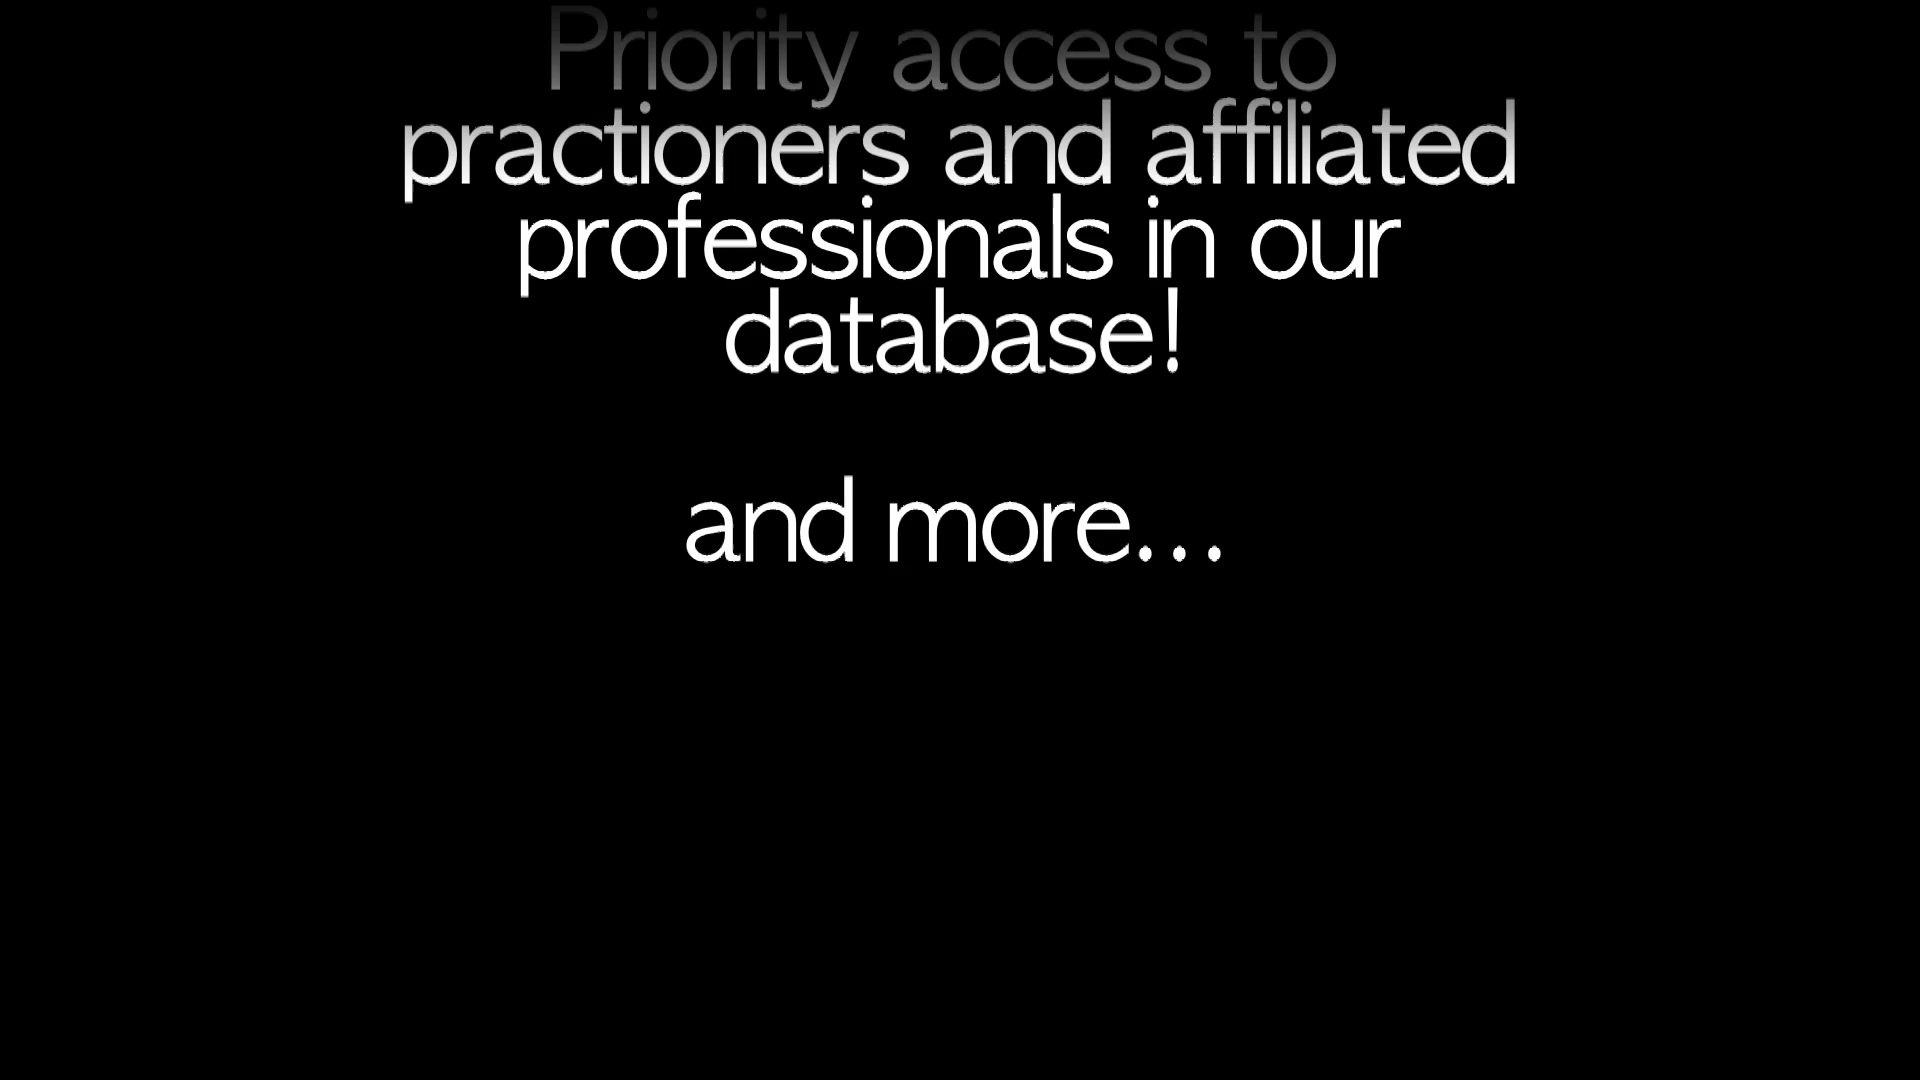 Priority access to
practioners and affiliated
professionals in our
database!
and more...